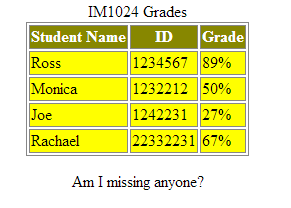 IM1024 Grades
Student Name ID Grade
Ross 1234567 89%
Monica 1232212 50%
Joe 1242231 27%
Rachael 22332231 67%
Am I missing anyone?